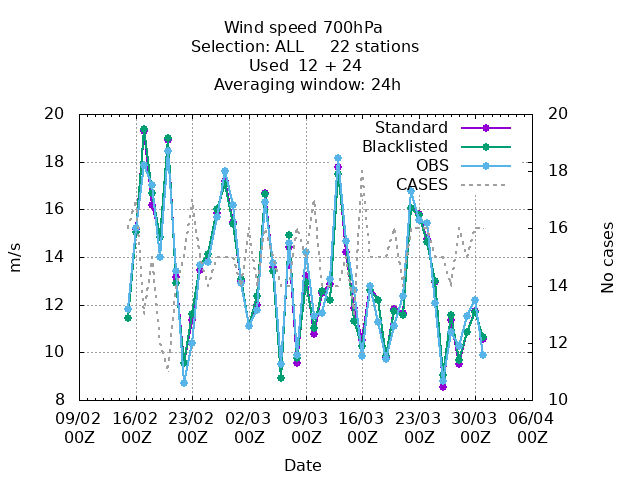 Wind speed 700hPa
Selection: ALL 22 stations
Used 12 + 24
Averaging window: 24h
20 20
18 18
16 16
14 14
12 12
10
8 10
m/s
No cases
Standard
Blacklisted
OBS
CASES
09/02 16/02 23/02 02/03 09/03 16/03 23/03 30/03 06/04
00Z 00Z 00Z 00Z 00Z 00Z 00Z 00Z 00Z
Date